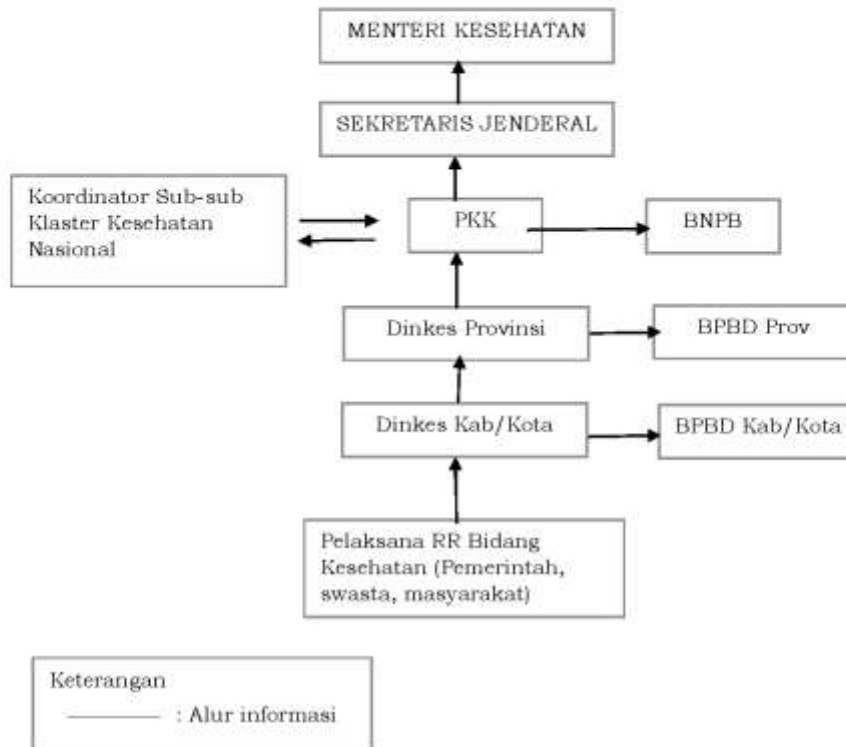 MENTERI KESEHATAN
SEKRETARIS JENDERAL
Koordinator Sub-sub
Klaster Kesehatan
Nasional
PKK
BNPB
Dinkes Provinsi
BPBD Prov
Dinkes Kab/Kota
BPBD Kab/Kota
Pelaksana RR Bidang
Kesehatan (Pemerintah,
swasta, masyarakat)
Keterangan
: Alur informasi